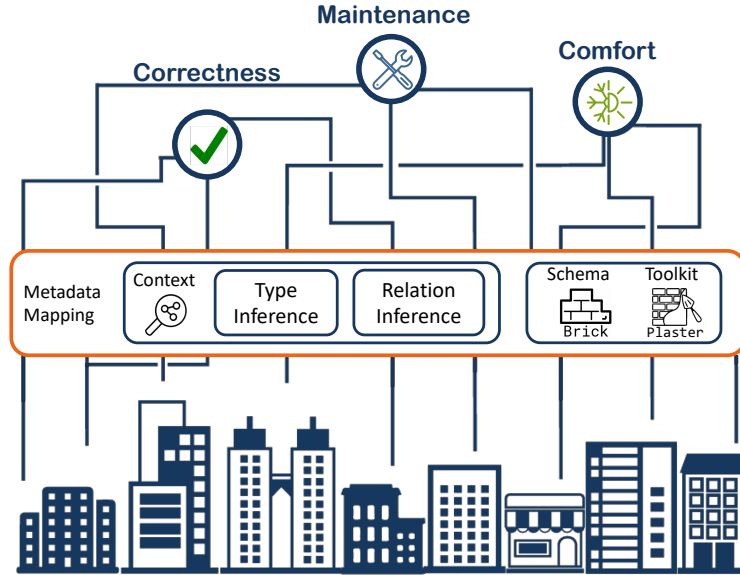 Maintenance
Correctness
Comfort
Metadata
Mapping
Context
Type
Inference
Relation
Inference
Schema
Brick
Toolkit
Plaster